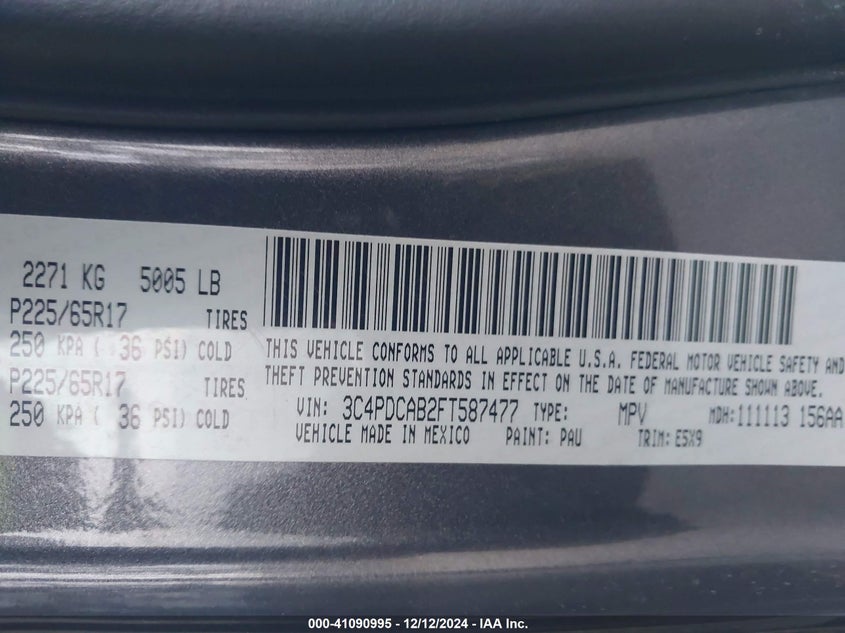 2271 KG 5005 LB
P225/65R17 TIRES
250 KPA ( 36 PSI) COLD
P225/65R17 TIRES
250 KPA ( 36 PSI) COLD
THIS VEHICLE CONFORMS TO ALL APPLICABLE U.S.A. FEDERAL MOTOR VEHICLE SAFETY AND
THEFT PREVENTION STANDARDS IN EFFECT ON THE DATE OF MANUFACTURE SHOWN ABOVE.
VIN: 3C4PDCAB2FT587477 TYPE: MPV MDH:111113 156AA
VEHICLE MADE IN MEXICO PAINT: PAU TRIM: E5X9
000-41090995 - 12/12/2024 - IAA Inc.